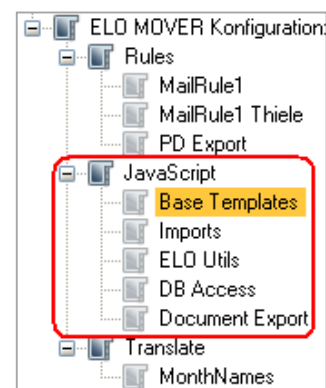 ELO MOVER Konfiguration:
Rules
MailRule1
MailRule1 Thiele
PD Export
JavaScript
Base Templates
Imports
ELO Utils
DB Access
Document Export
Translate
MonthNames